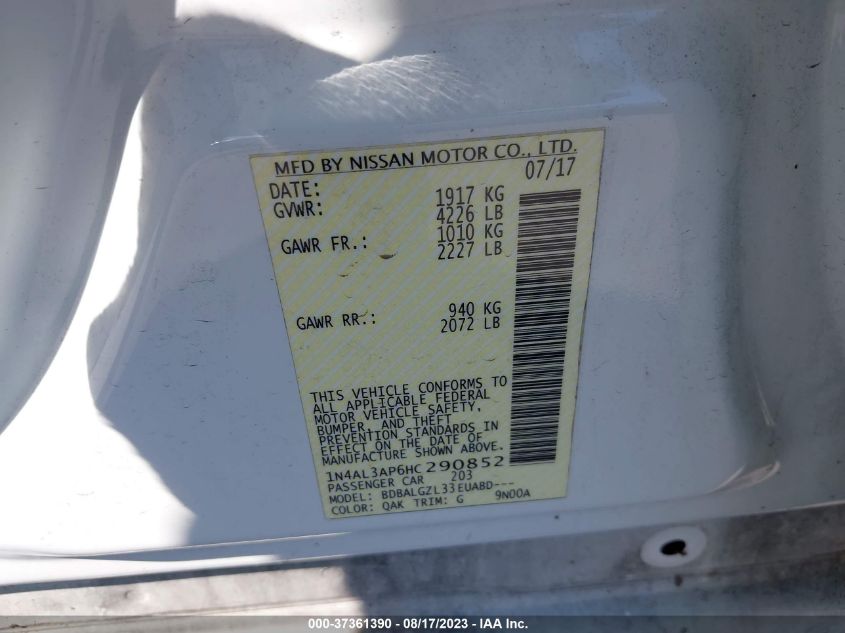 MFD BY NISSAN MOTOR CO., LTD.
DATE: 07/17
GVWR: 1917 KG
4226 LB
GAWR FR.: 1010 KG
2227 LB
GAWR RR.: 940 KG
2072 LB
THIS VEHICLE CONFORMS TO
ALL APPLICABLE FEDERAL
MOTOR VEHICLE SAFETY,
BUMPER, AND THEFT
PREVENTION STANDARDS IN
EFFECT ON THE DATE OF
MANUFACTURE SHOWN ABOVE.
1N4AL3AP6HC290852
PASSENGER CAR 203
MODEL: BDBALGZL33EUABD---
COLOR: QAK TRIM: G 9N00A
000-37361390 - 08/17/2023 - IAA Inc.